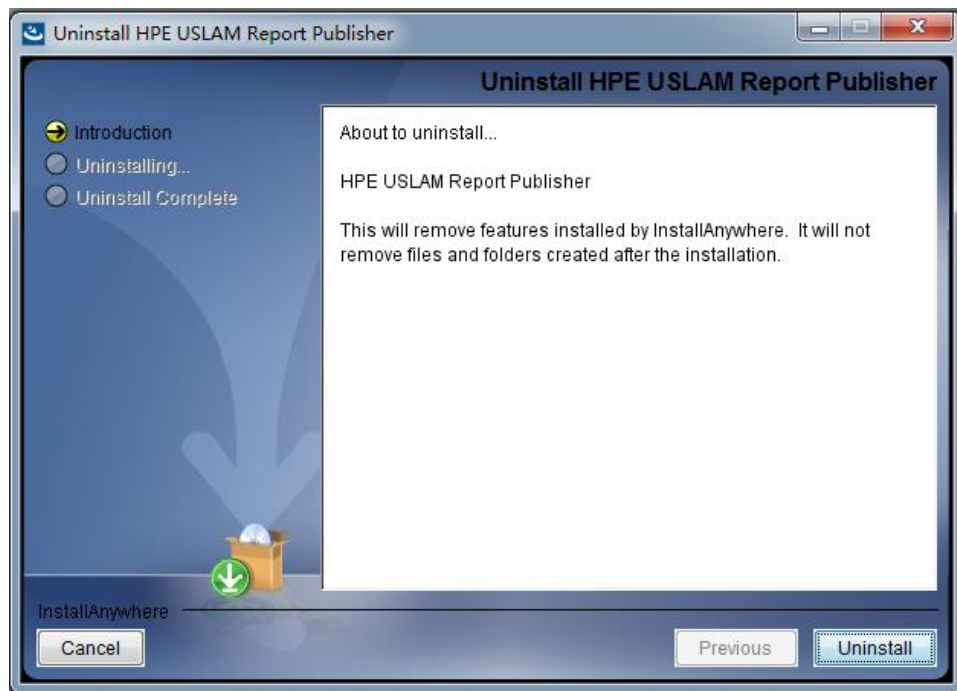 Uninstall HPE USLAM Report Publisher
Uninstall HPE USLAM Report Publisher
Introduction
Uninstalling...
Uninstall Complete
About to uninstall...
HPE USLAM Report Publisher
This will remove features installed by InstallAnywhere. It will not
remove files and folders created after the installation.
InstallAnywhere
Cancel
Previous
Uninstall